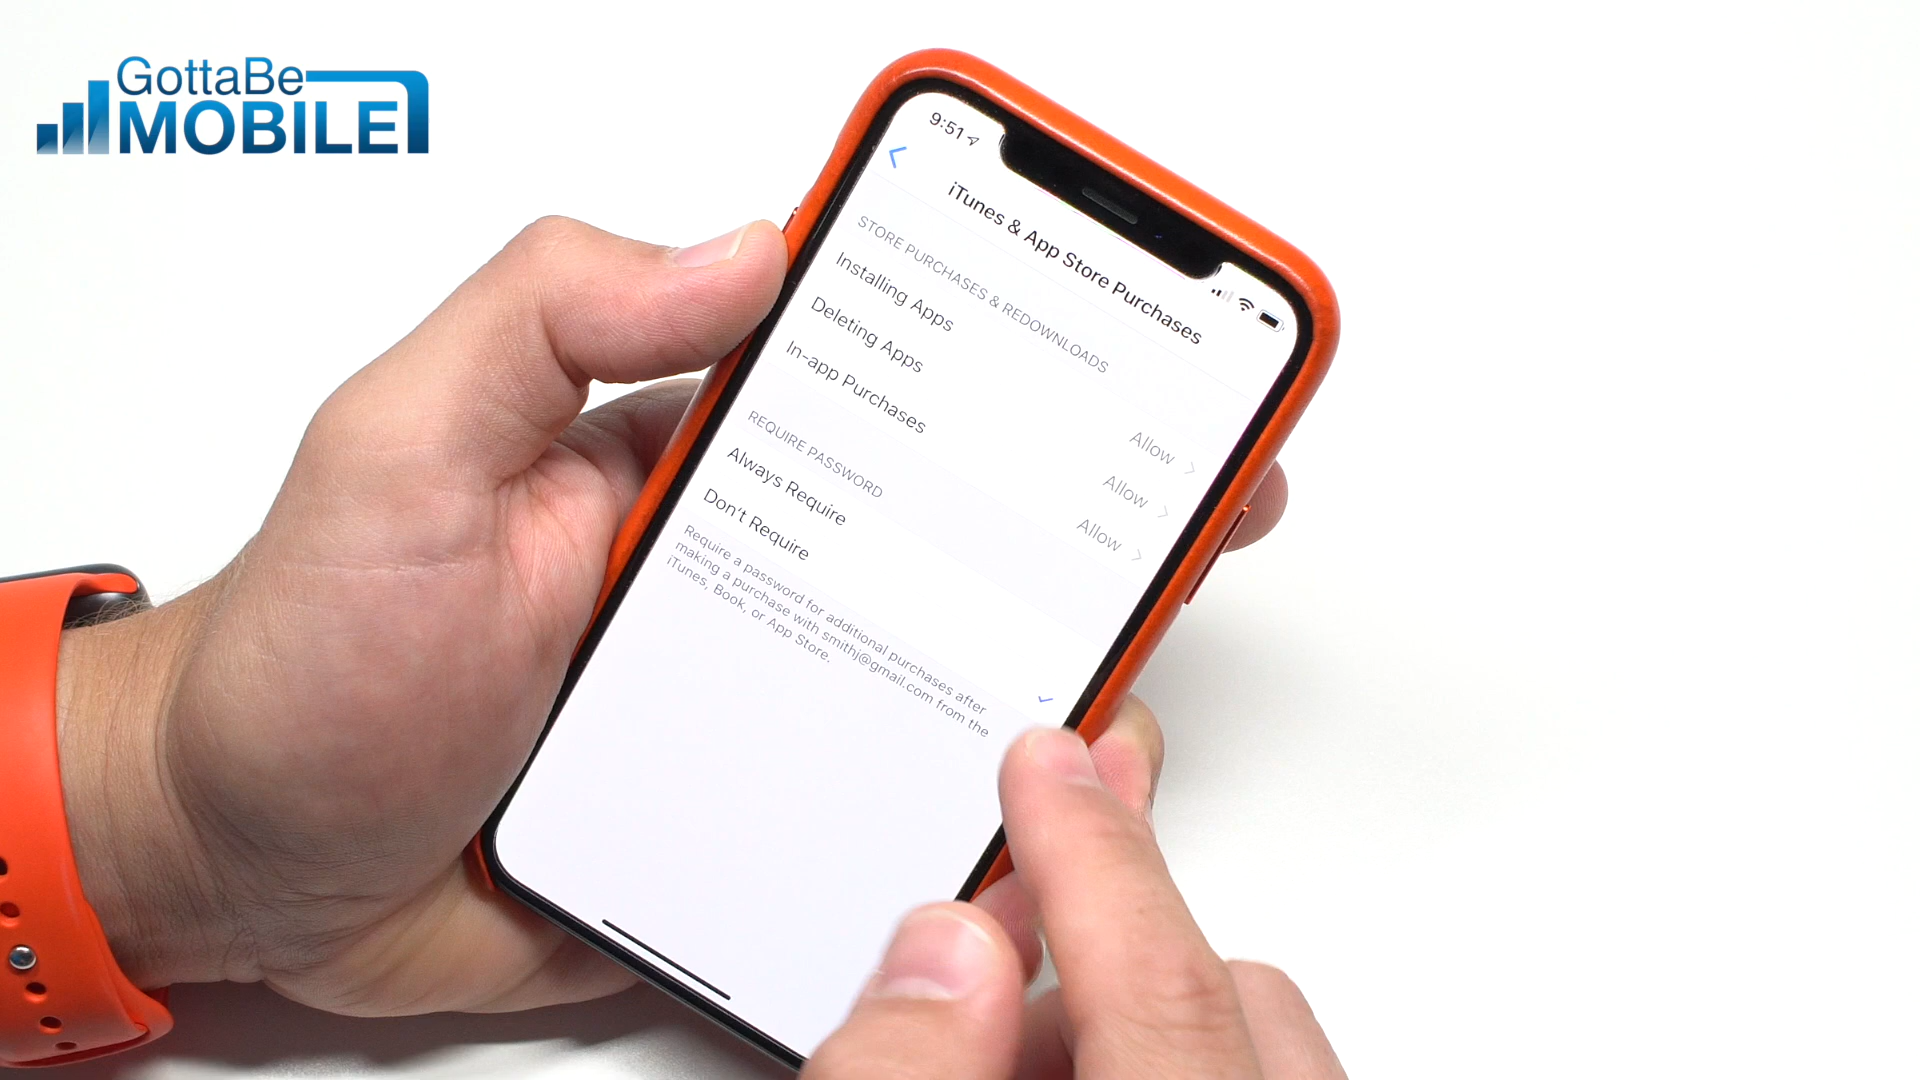 GottaBe
MOBILE
9:51
iTunes & App Store Purchases
STORE PURCHASES & REDOWNLOADS
Installing Apps Allow
Deleting Apps Allow
In-app Purchases Allow
REQUIRE PASSWORD
Always Require
Don't Require
Require a password for additional purchases after
making a purchase with smithj@gmail.com from the
iTunes, Book, or App Store.